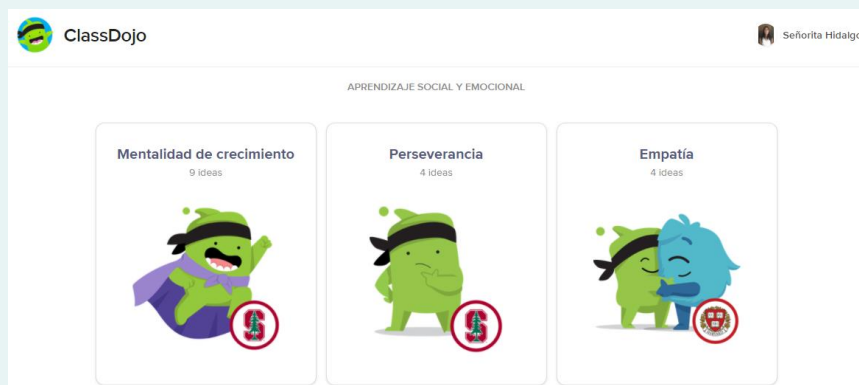 ClassDojo
Señorita Hidalgo
APRENDIZAJE SOCIAL Y EMOCIONAL
Mentalidad de crecimiento
9 ideas
Perseverancia
4 ideas
Empatía
4 ideas